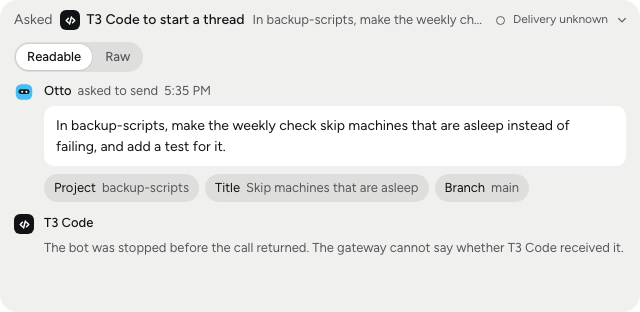 Asked T3 Code to start a thread In backup-scripts, make the weekly ch... Delivery unknown
Readable Raw
Otto asked to send 5:35 PM
In backup-scripts, make the weekly check skip machines that are asleep instead of
failing, and add a test for it.
Project backup-scripts Title Skip machines that are asleep Branch main
T3 Code
The bot was stopped before the call returned. The gateway cannot say whether T3 Code received it.